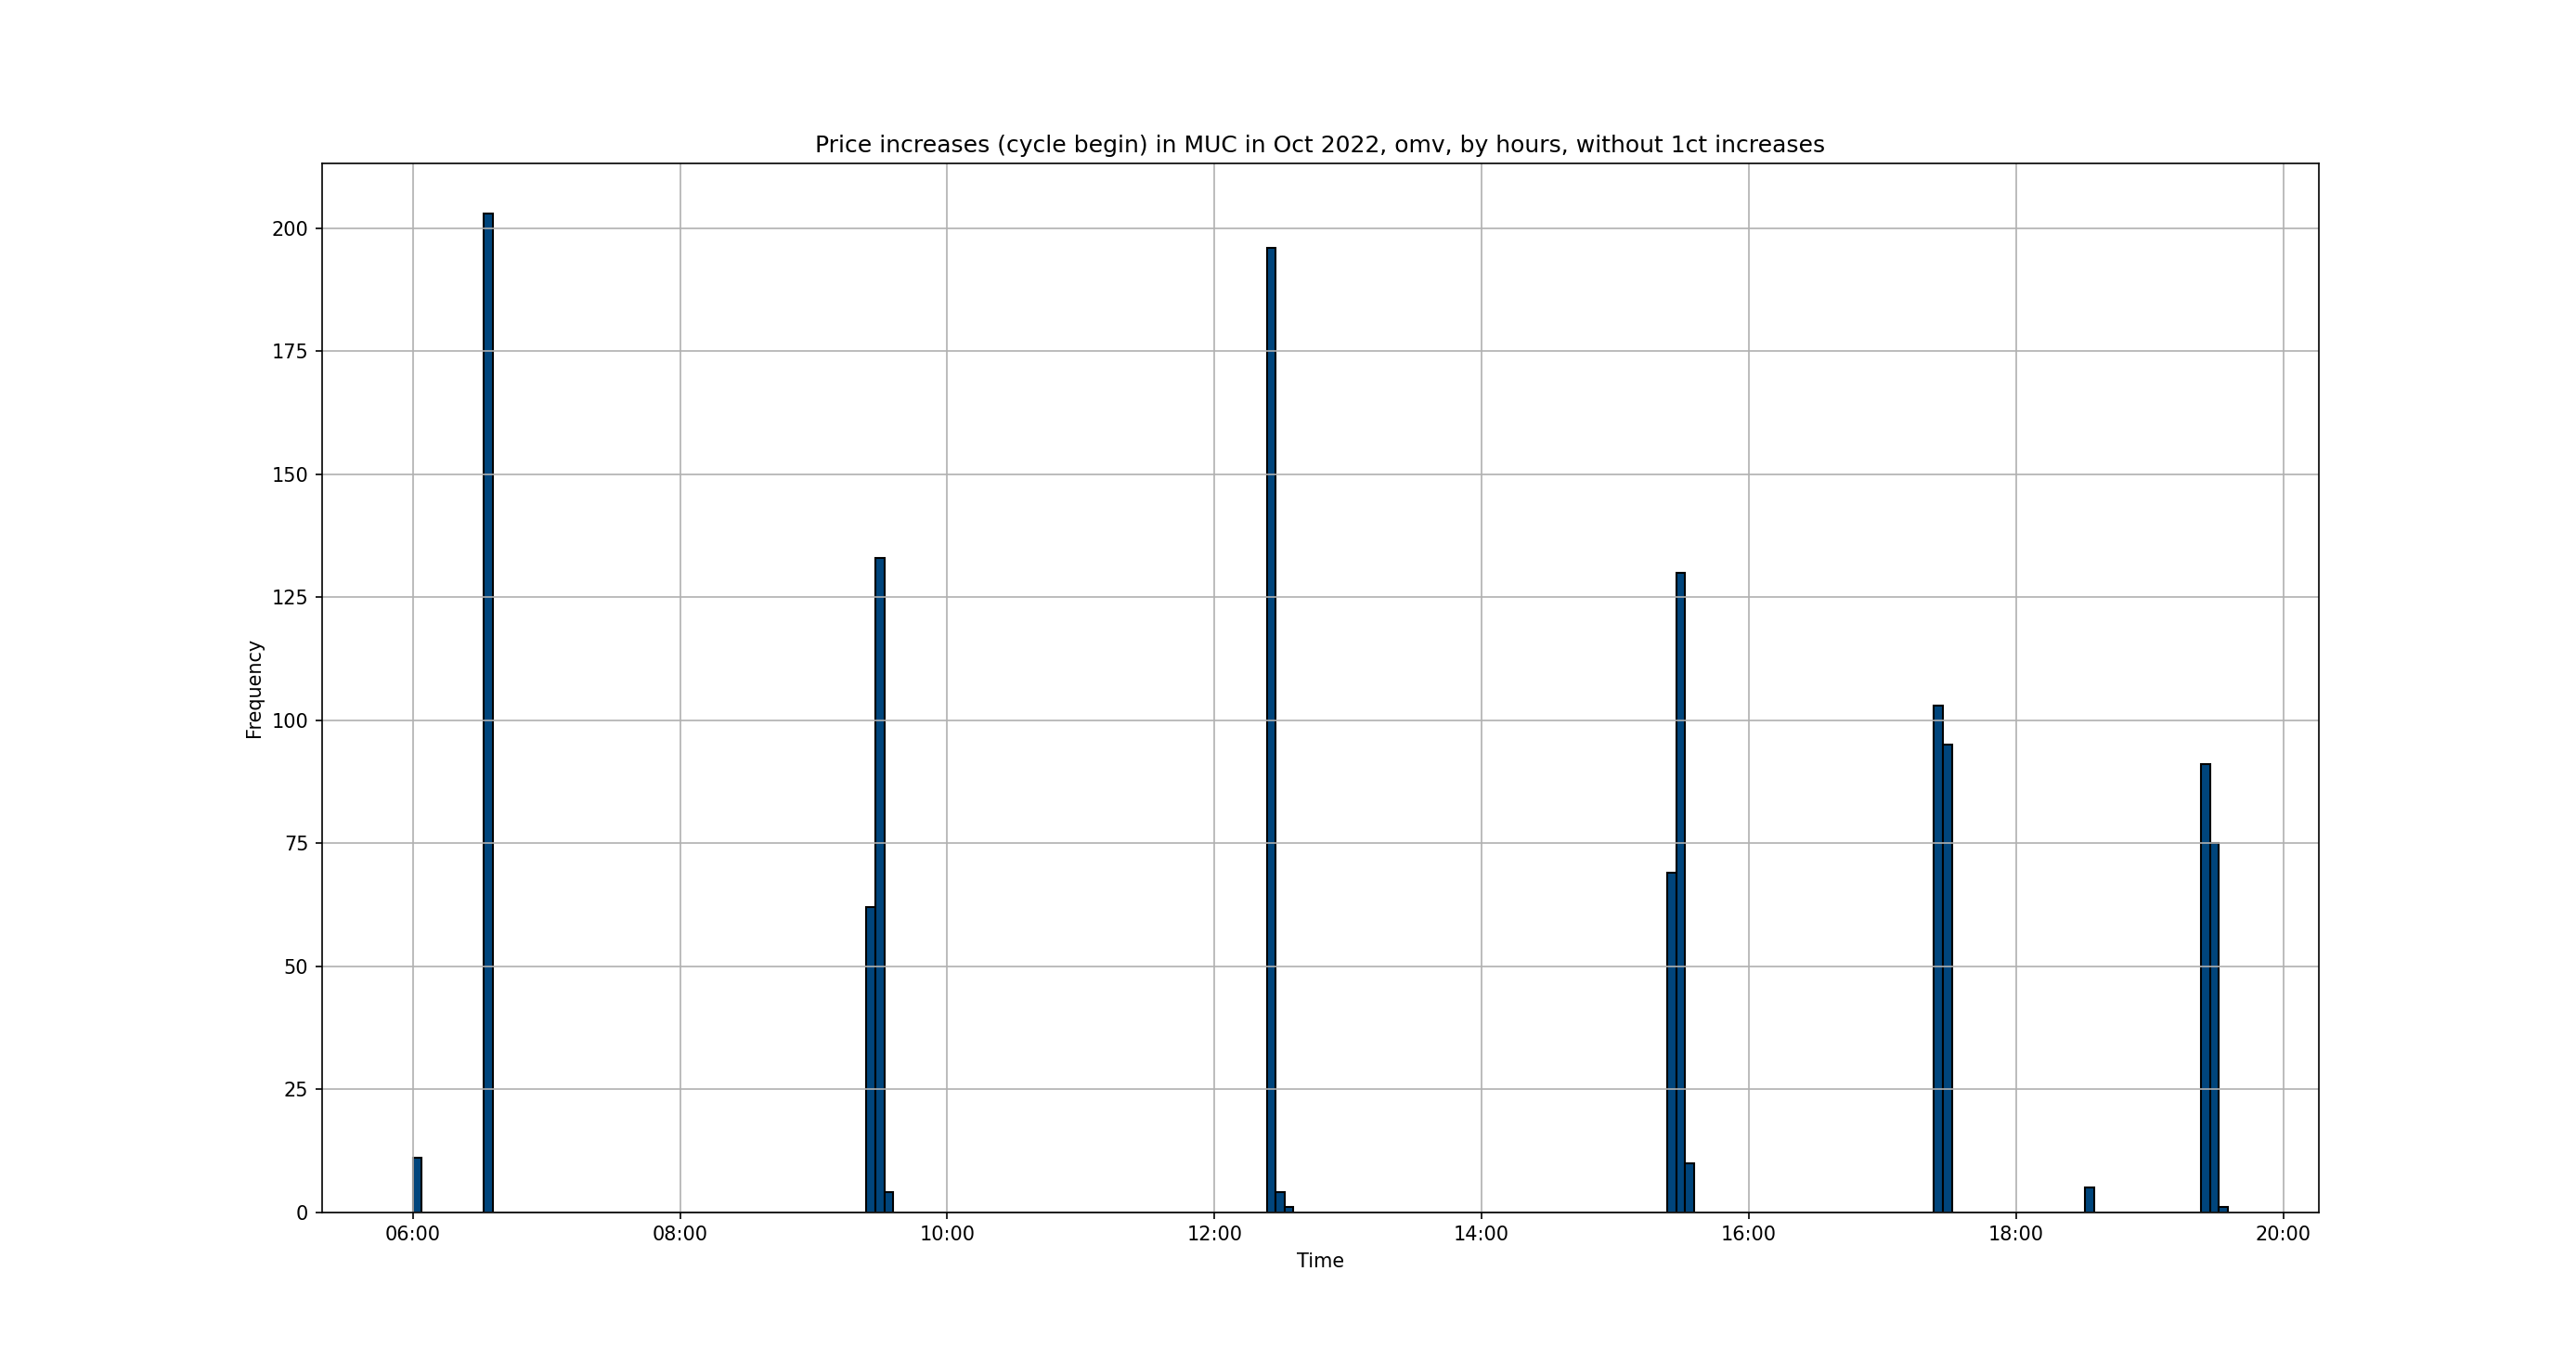 Price increases (cycle begin) in MUC in Oct 2022, omv, by hours, without 1ct increases
Frequency
200
175
150
125
100
75
50
25
0
06:00 08:00 10:00 12:00 14:00 16:00 18:00 20:00
Time